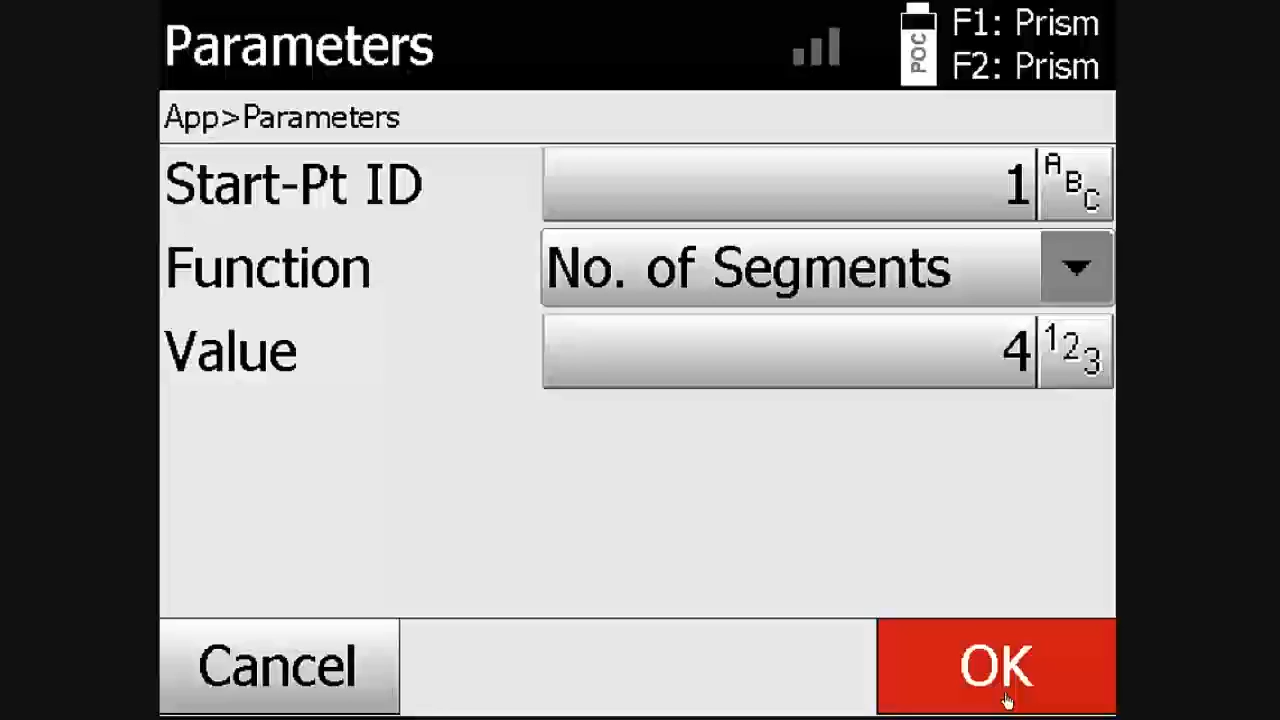 Parameters
POC
F1: Prism
F2: Prism
App>Parameters
Start-Pt ID 1 ABC
Function No. of Segments
Value 4 123
Cancel OK